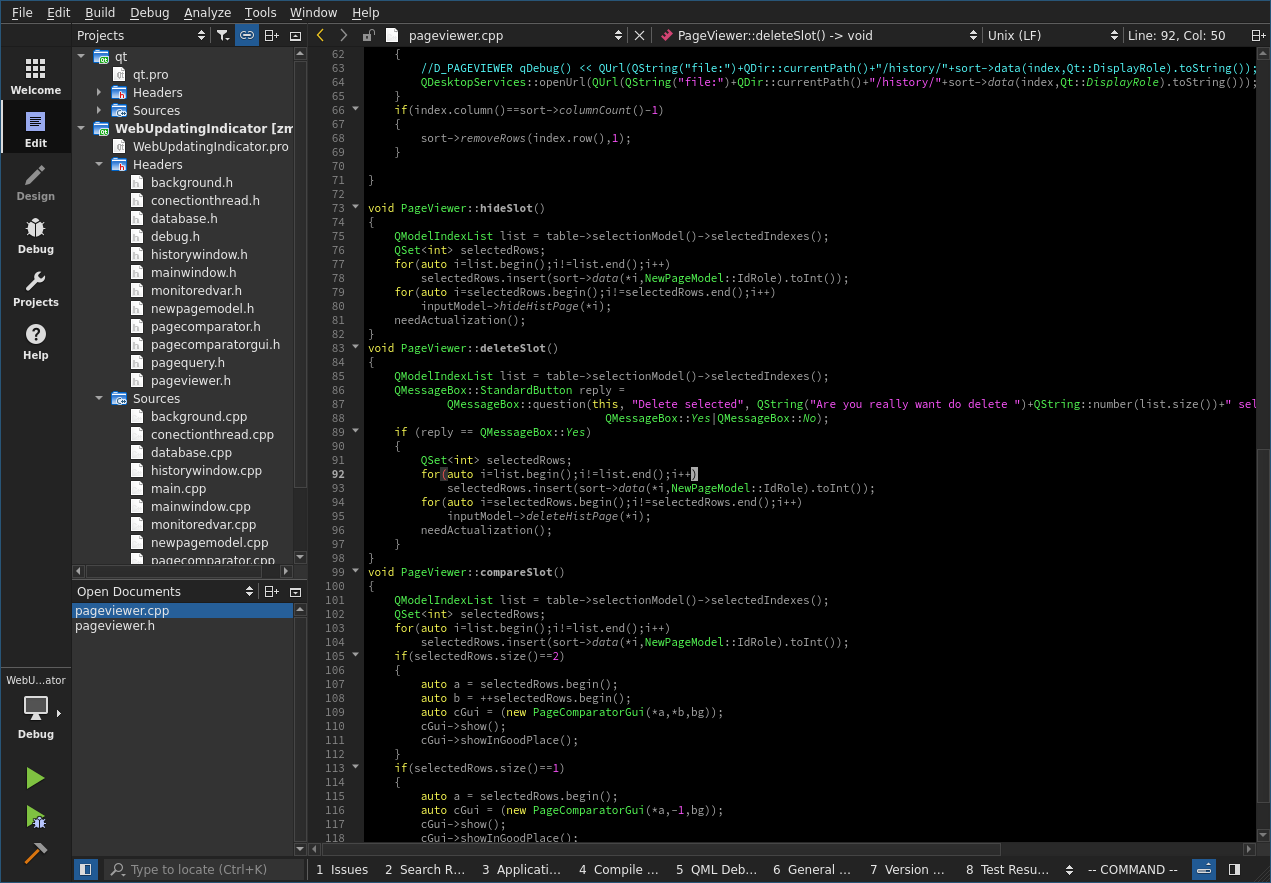 File Edit Build Debug Analyze Tools Window Help
Projects
pageviewer.cpp
PageViewer::deleteSlot() -> void
Unix (LF)
Line: 92, Col: 50
Welcome
Edit
Design
Debug
Projects
Help
WebU...ator
Debug
qt
qt.pro
Headers
Sources
WebUpdatingIndicator [zm
WebUpdatingIndicator.pro
Headers
background.h
conectionthread.h
database.h
debug.h
historywindow.h
mainwindow.h
monitoredvar.h
newpagemodel.h
pagecomparator.h
pagecomparatorgui.h
pagequery.h
pageviewer.h
Sources
background.cpp
conectionthread.cpp
database.cpp
historywindow.cpp
main.cpp
mainwindow.cpp
monitoredvar.cpp
newpagemodel.cpp
pagecomparator.cpp
Open Documents
pageviewer.cpp
pageviewer.h
62 {
63 //D_PAGEVIEWER qDebug() << QUrl(QString("file:")+QDir::currentPath()+"/history/"+sort->data(index,Qt::DisplayRole).toString());
64 QDesktopServices::openUrl(QUrl(QString("file:")+QDir::currentPath()+"/history/"+sort->data(index,Qt::DisplayRole).toString()));
65 }
66 if(index.column()==sort->columnCount()-1)
67 {
68 sort->removeRows(index.row(),1);
69 }
70
71 }
72
73 void PageViewer::hideSlot()
74 {
75 QModelIndexList list = table->selectionModel()->selectedIndexes();
76 QSet<int> selectedRows;
77 for(auto i=list.begin();i!=list.end();i++)
78 selectedRows.insert(sort->data(*i,NewPageModel::IdRole).toInt());
79 for(auto i=selectedRows.begin();i!=selectedRows.end();i++)
80 inputModel->hideHistPage(*i);
81 needActualization();
82 }
83 void PageViewer::deleteSlot()
84 {
85 QModelIndexList list = table->selectionModel()->selectedIndexes();
86 QMessageBox::StandardButton reply =
87 QMessageBox::question(this, "Delete selected", QString("Are you really want do delete ")+QString::number(list.size())+" sel
88 QMessageBox::Yes|QMessageBox::No);
89 if (reply == QMessageBox::Yes)
90 {
91 QSet<int> selectedRows;
92 for(auto i=list.begin();i!=list.end();i++)
93 selectedRows.insert(sort->data(*i,NewPageModel::IdRole).toInt());
94 for(auto i=selectedRows.begin();i!=selectedRows.end();i++)
95 inputModel->deleteHistPage(*i);
96 needActualization();
97 }
98 }
99 void PageViewer::compareSlot()
100 {
101 QModelIndexList list = table->selectionModel()->selectedIndexes();
102 QSet<int> selectedRows;
103 for(auto i=list.begin();i!=list.end();i++)
104 selectedRows.insert(sort->data(*i,NewPageModel::IdRole).toInt());
105 if(selectedRows.size()==2)
106 {
107 auto a = selectedRows.begin();
108 auto b = ++selectedRows.begin();
109 auto cGui = (new PageComparatorGui(*a,*b,bg));
110 cGui->show();
111 cGui->showInGoodPlace();
112 }
113 if(selectedRows.size()==1)
114 {
115 auto a = selectedRows.begin();
116 auto cGui = (new PageComparatorGui(*a,-1,bg));
117 cGui->show();
118 cGui->showInGoodPlace();
Type to locate (Ctrl+K)
1 Issues
2 Search R...
3 Applicati...
4 Compile ...
5 QML Deb...
6 General ...
7 Version ...
8 Test Resu...
-- COMMAND --